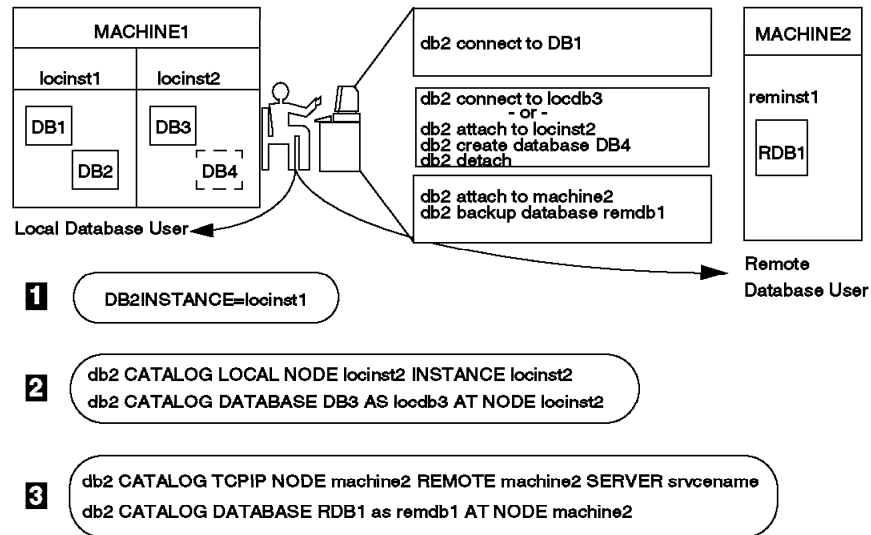 MACHINE1
locinst1
locinst2
DB1
DB2
DB3
DB4
Local Database User
db2 connect to DB1
db2 connect to locdb3
- or -
db2 attach to locinst2
db2 create database DB4
db2 detach
db2 attach to machine2
db2 backup database remdb1
MACHINE2
reminst1
RDB1
Remote
Database User
1
DB2INSTANCE=locinst1
2
db2 CATALOG LOCAL NODE locinst2 INSTANCE locinst2
db2 CATALOG DATABASE DB3 AS locdb3 AT NODE locinst2
3
db2 CATALOG TCPIP NODE machine2 REMOTE machine2 SERVER srvcename
db2 CATALOG DATABASE RDB1 as remdb1 AT NODE machine2